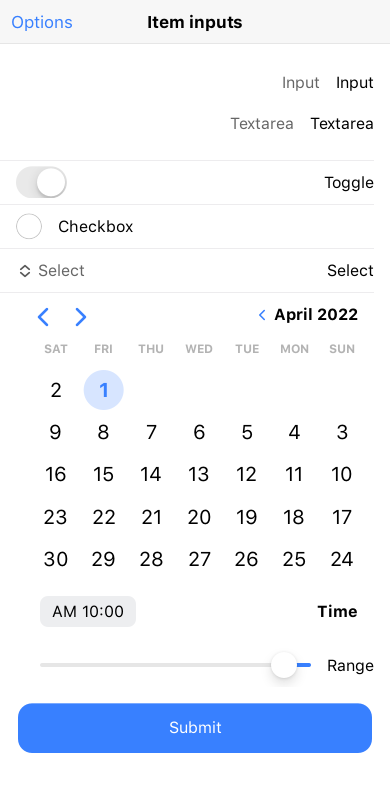 Options Item inputs
Input Input
Textarea Textarea
Toggle
Checkbox
Select Select
April 2022
SAT FRI THU WED TUE MON SUN
2 1
9 8 7 6 5 4 3
16 15 14 13 12 11 10
23 22 21 20 19 18 17
30 29 28 27 26 25 24
AM 10:00 Time
Range
Submit